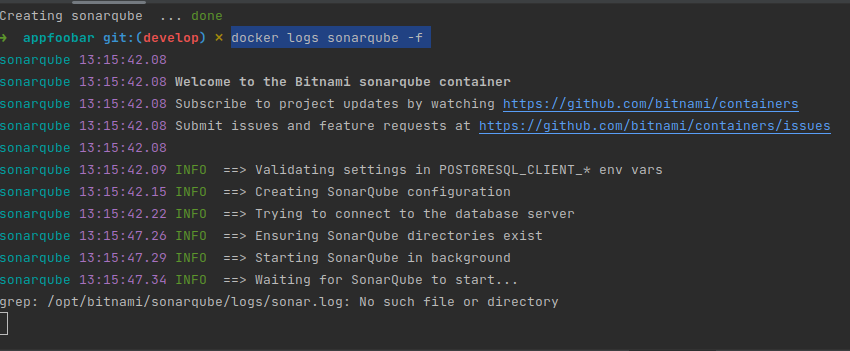 Creating sonarqube ... done
→ appfoobar git:(develop) ✕ docker logs sonarqube -f
sonarqube 13:15:42.08
sonarqube 13:15:42.08 Welcome to the Bitnami sonarqube container
sonarqube 13:15:42.08 Subscribe to project updates by watching https://github.com/bitnami/containers
sonarqube 13:15:42.08 Submit issues and feature requests at https://github.com/bitnami/containers/issues
sonarqube 13:15:42.08
sonarqube 13:15:42.09 INFO  ==> Validating settings in POSTGRESQL_CLIENT_* env vars
sonarqube 13:15:42.15 INFO  ==> Creating SonarQube configuration
sonarqube 13:15:42.22 INFO  ==> Trying to connect to the database server
sonarqube 13:15:47.26 INFO  ==> Ensuring SonarQube directories exist
sonarqube 13:15:47.29 INFO  ==> Starting SonarQube in background
sonarqube 13:15:47.34 INFO  ==> Waiting for SonarQube to start...
grep: /opt/bitnami/sonarqube/logs/sonar.log: No such file or directory